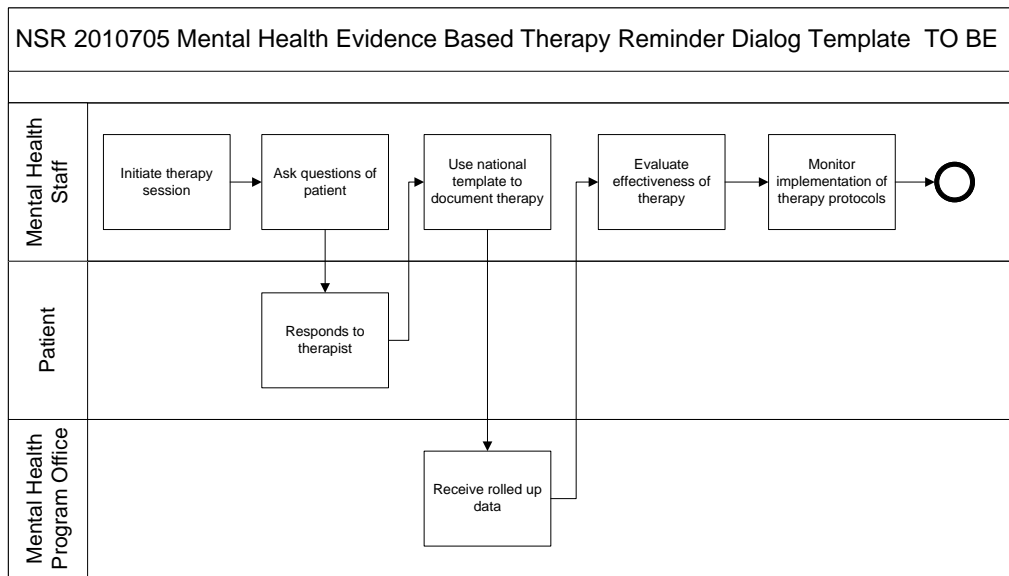 NSR 2010705 Mental Health Evidence Based Therapy Reminder Dialog Template  TO BE
Mental Health
Staff
Initiate therapy
session
Ask questions of
patient
Use national
template to
document therapy
Evaluate
effectiveness of
therapy
Monitor
implementation of
therapy protocols
Patient
Responds to
therapist
Mental Health
Program Office
Receive rolled up
data